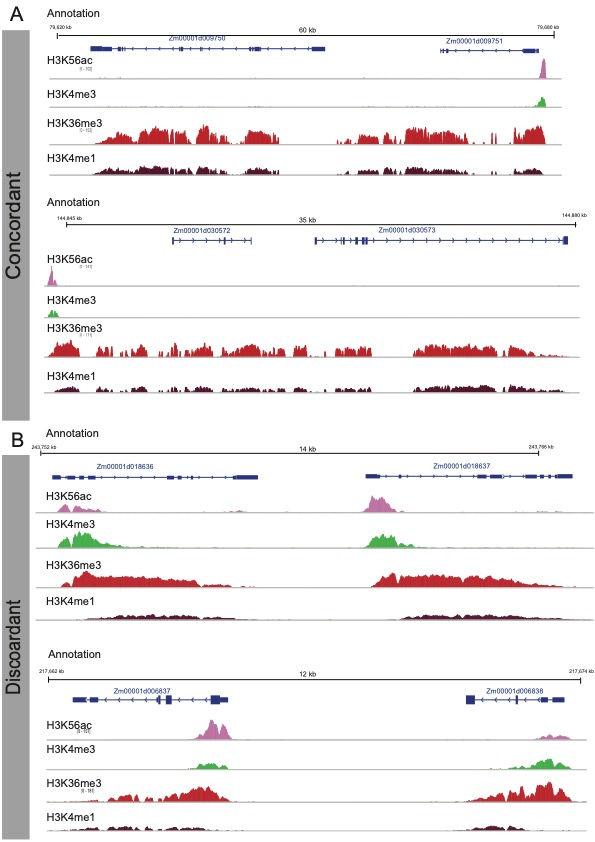 A
Annotation
79,620 kb
60 kb
79,680 kb
Zm00001d009750
Zm00001d009751
H3K56ac
H3K4me3
H3K36me3
H3K4me1
Concordant
Annotation
144,845 kb
35 kb
144,880 kb
Zm00001d030572
Zm00001d030573
H3K56ac
H3K4me3
H3K36me3
H3K4me1
B
Annotation
243,752 kb
14 kb
243,766 kb
Zm00001d018636
Zm00001d018637
H3K56ac
H3K4me3
H3K36me3
H3K4me1
Discoardant
Annotation
217,662 kb
12 kb
217,674 kb
Zm00001d006837
Zm00001d006838
H3K56ac
H3K4me3
H3K36me3
H3K4me1